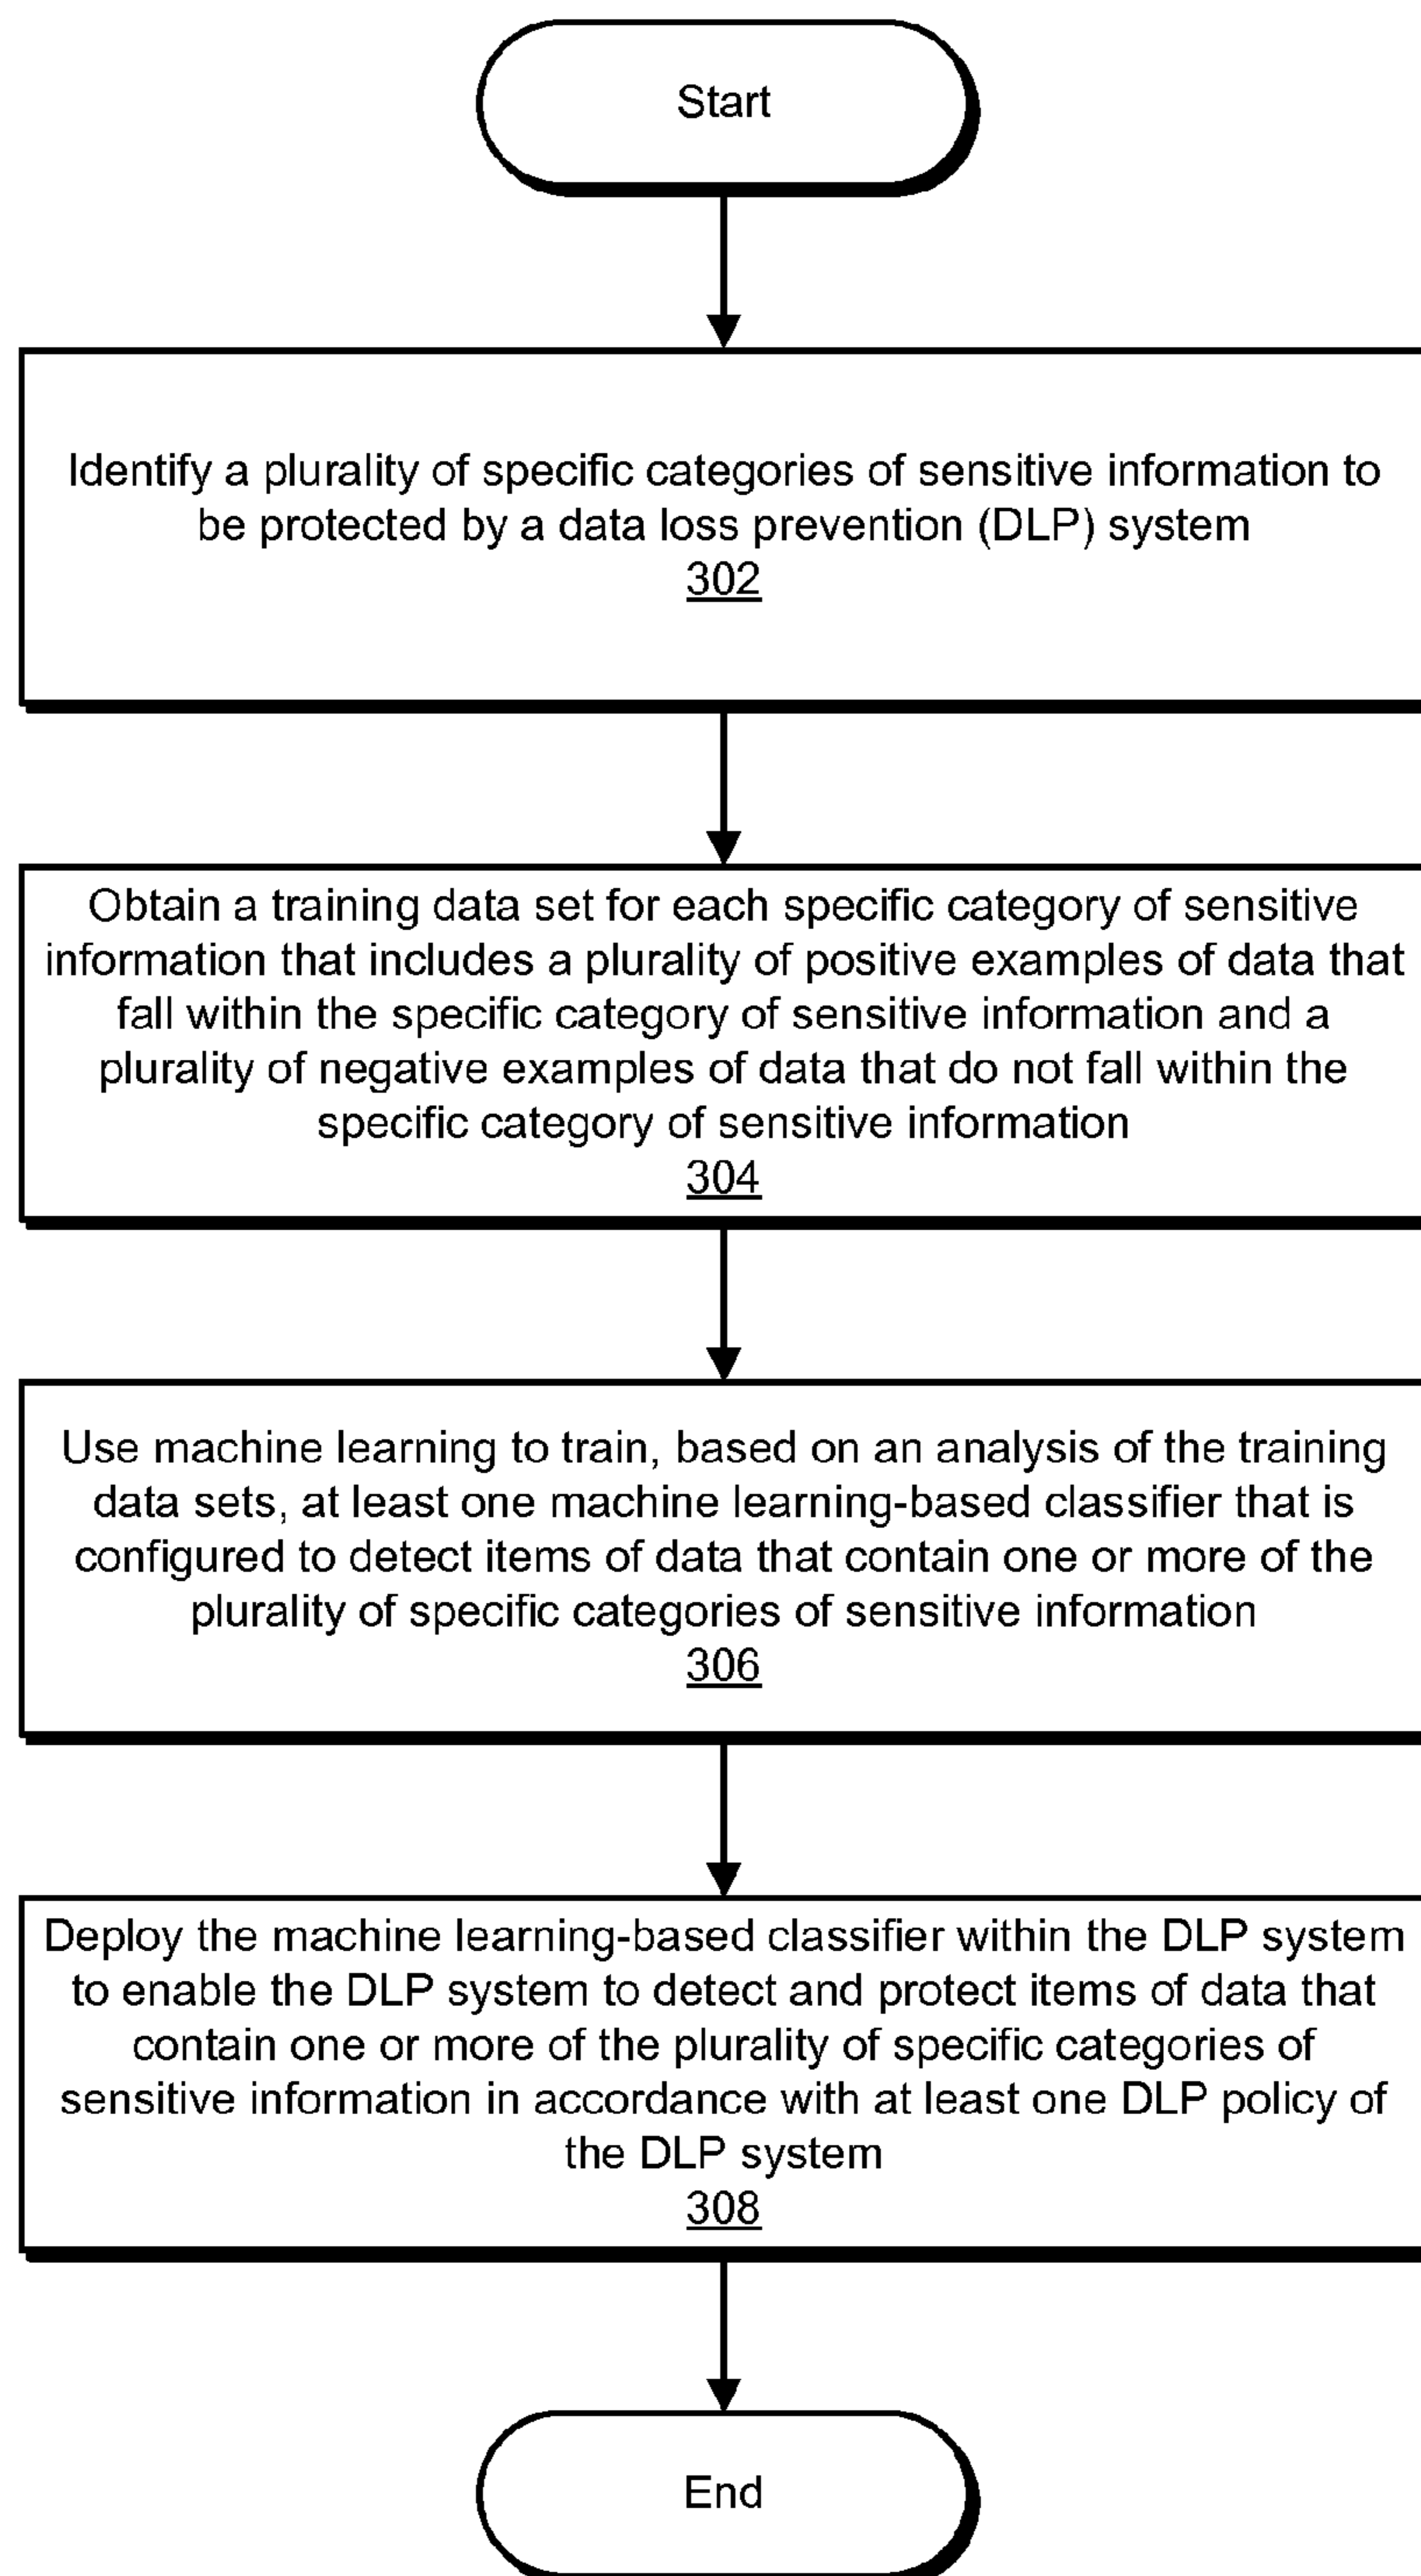 Start
Identify a plurality of specific categories of sensitive information to
be protected by a data loss prevention (DLP) system
302
Obtain a training data set for each specific category of sensitive
information that includes a plurality of positive examples of data that
fall within the specific category of sensitive information and a
plurality of negative examples of data that do not fall within the
specific category of sensitive information
304
Use machine learning to train, based on an analysis of the training
data sets, at least one machine learning-based classifier that is
configured to detect items of data that contain one or more of the
plurality of specific categories of sensitive information
306
Deploy the machine learning-based classifier within the DLP system
to enable the DLP system to detect and protect items of data that
contain one or more of the plurality of specific categories of
sensitive information in accordance with at least one DLP policy of
the DLP system
308
End